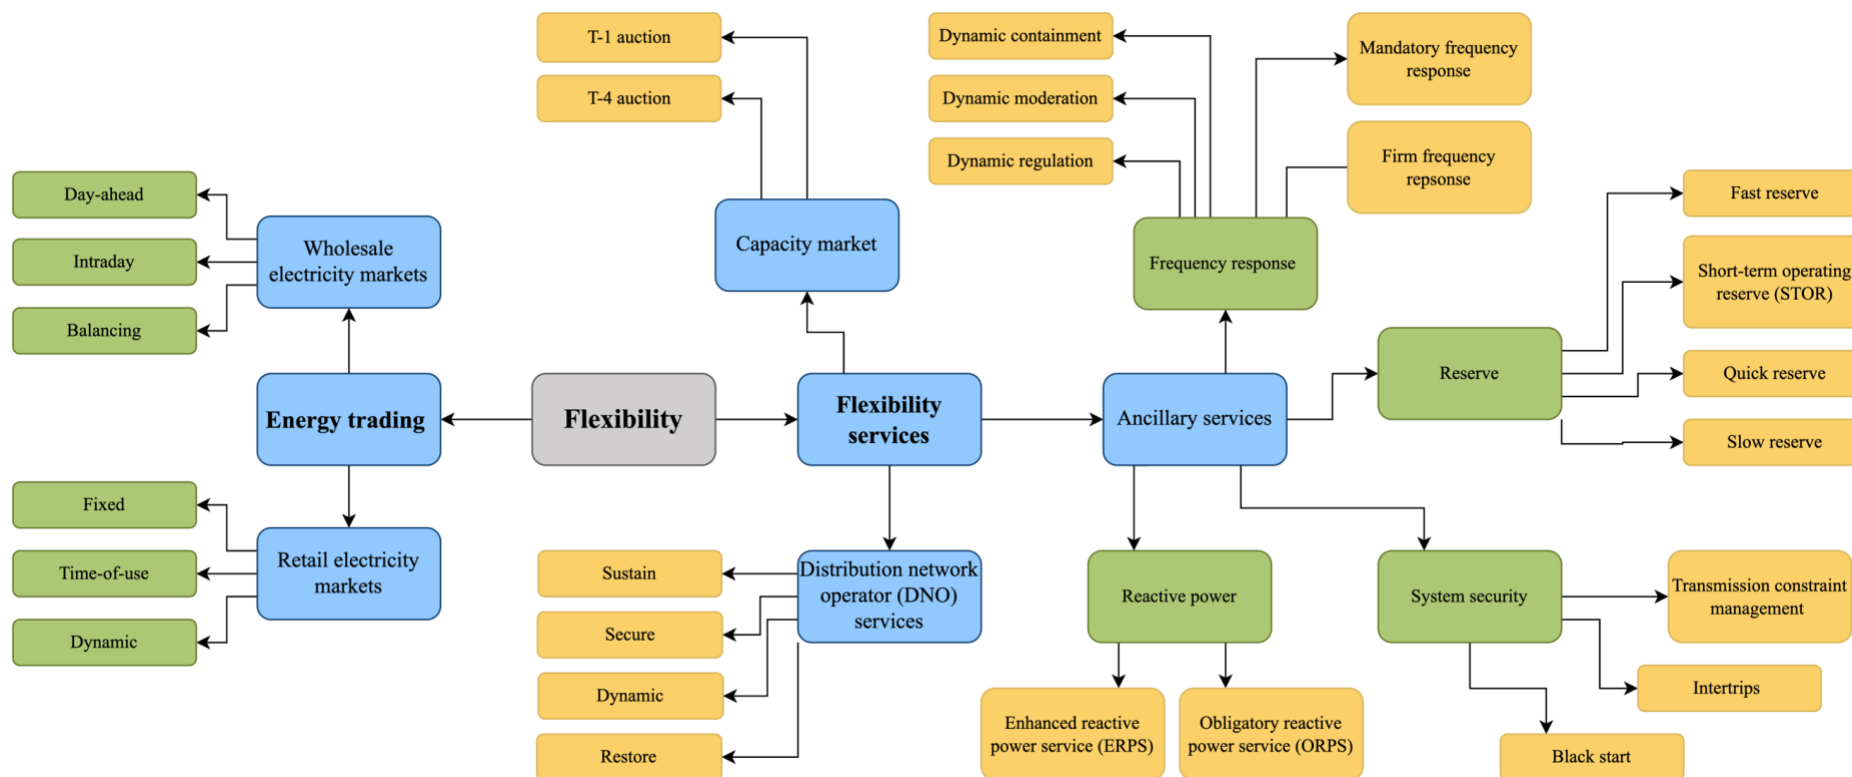 T-1 auction
T-4 auction
Dynamic containment
Dynamic moderation
Dynamic regulation
Mandatory frequency
response
Firm frequency
repsonse
Day-ahead
Intraday
Balancing
Wholesale
electricity markets
Capacity market
Frequency response
Fast reserve
Short-term operating
reserve (STOR)
Quick reserve
Slow reserve
Reserve
Energy trading
Flexibility
Flexibility
services
Ancillary services
Fixed
Time-of-use
Dynamic
Retail electricity
markets
Sustain
Secure
Dynamic
Restore
Distribution network
operator (DNO)
services
Reactive power
System security
Transmission constraint
management
Intertrips
Black start
Enhanced reactive
power service (ERPS)
Obligatory reactive
power service (ORPS)